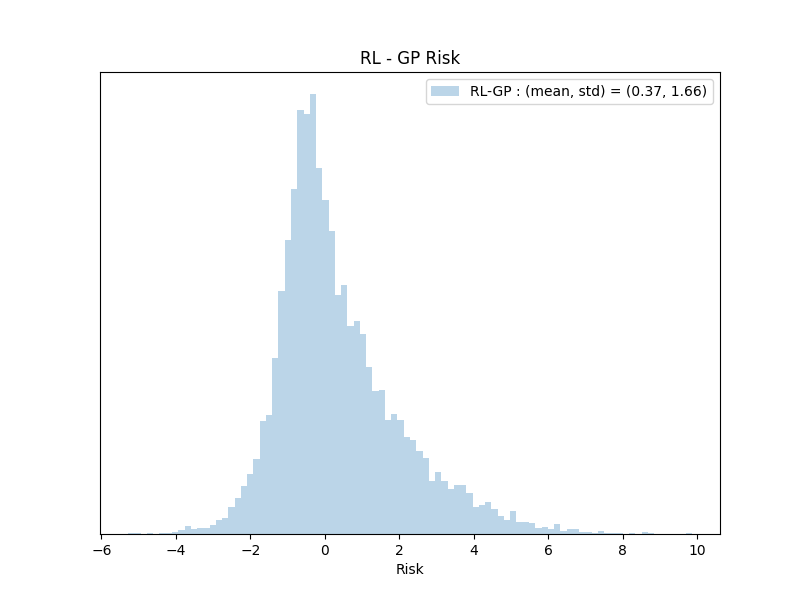 RL - GP Risk
RL-GP : (mean, std) = (0.37, 1.66)
−6 −4 −2 0 2 4 6 8 10
Risk